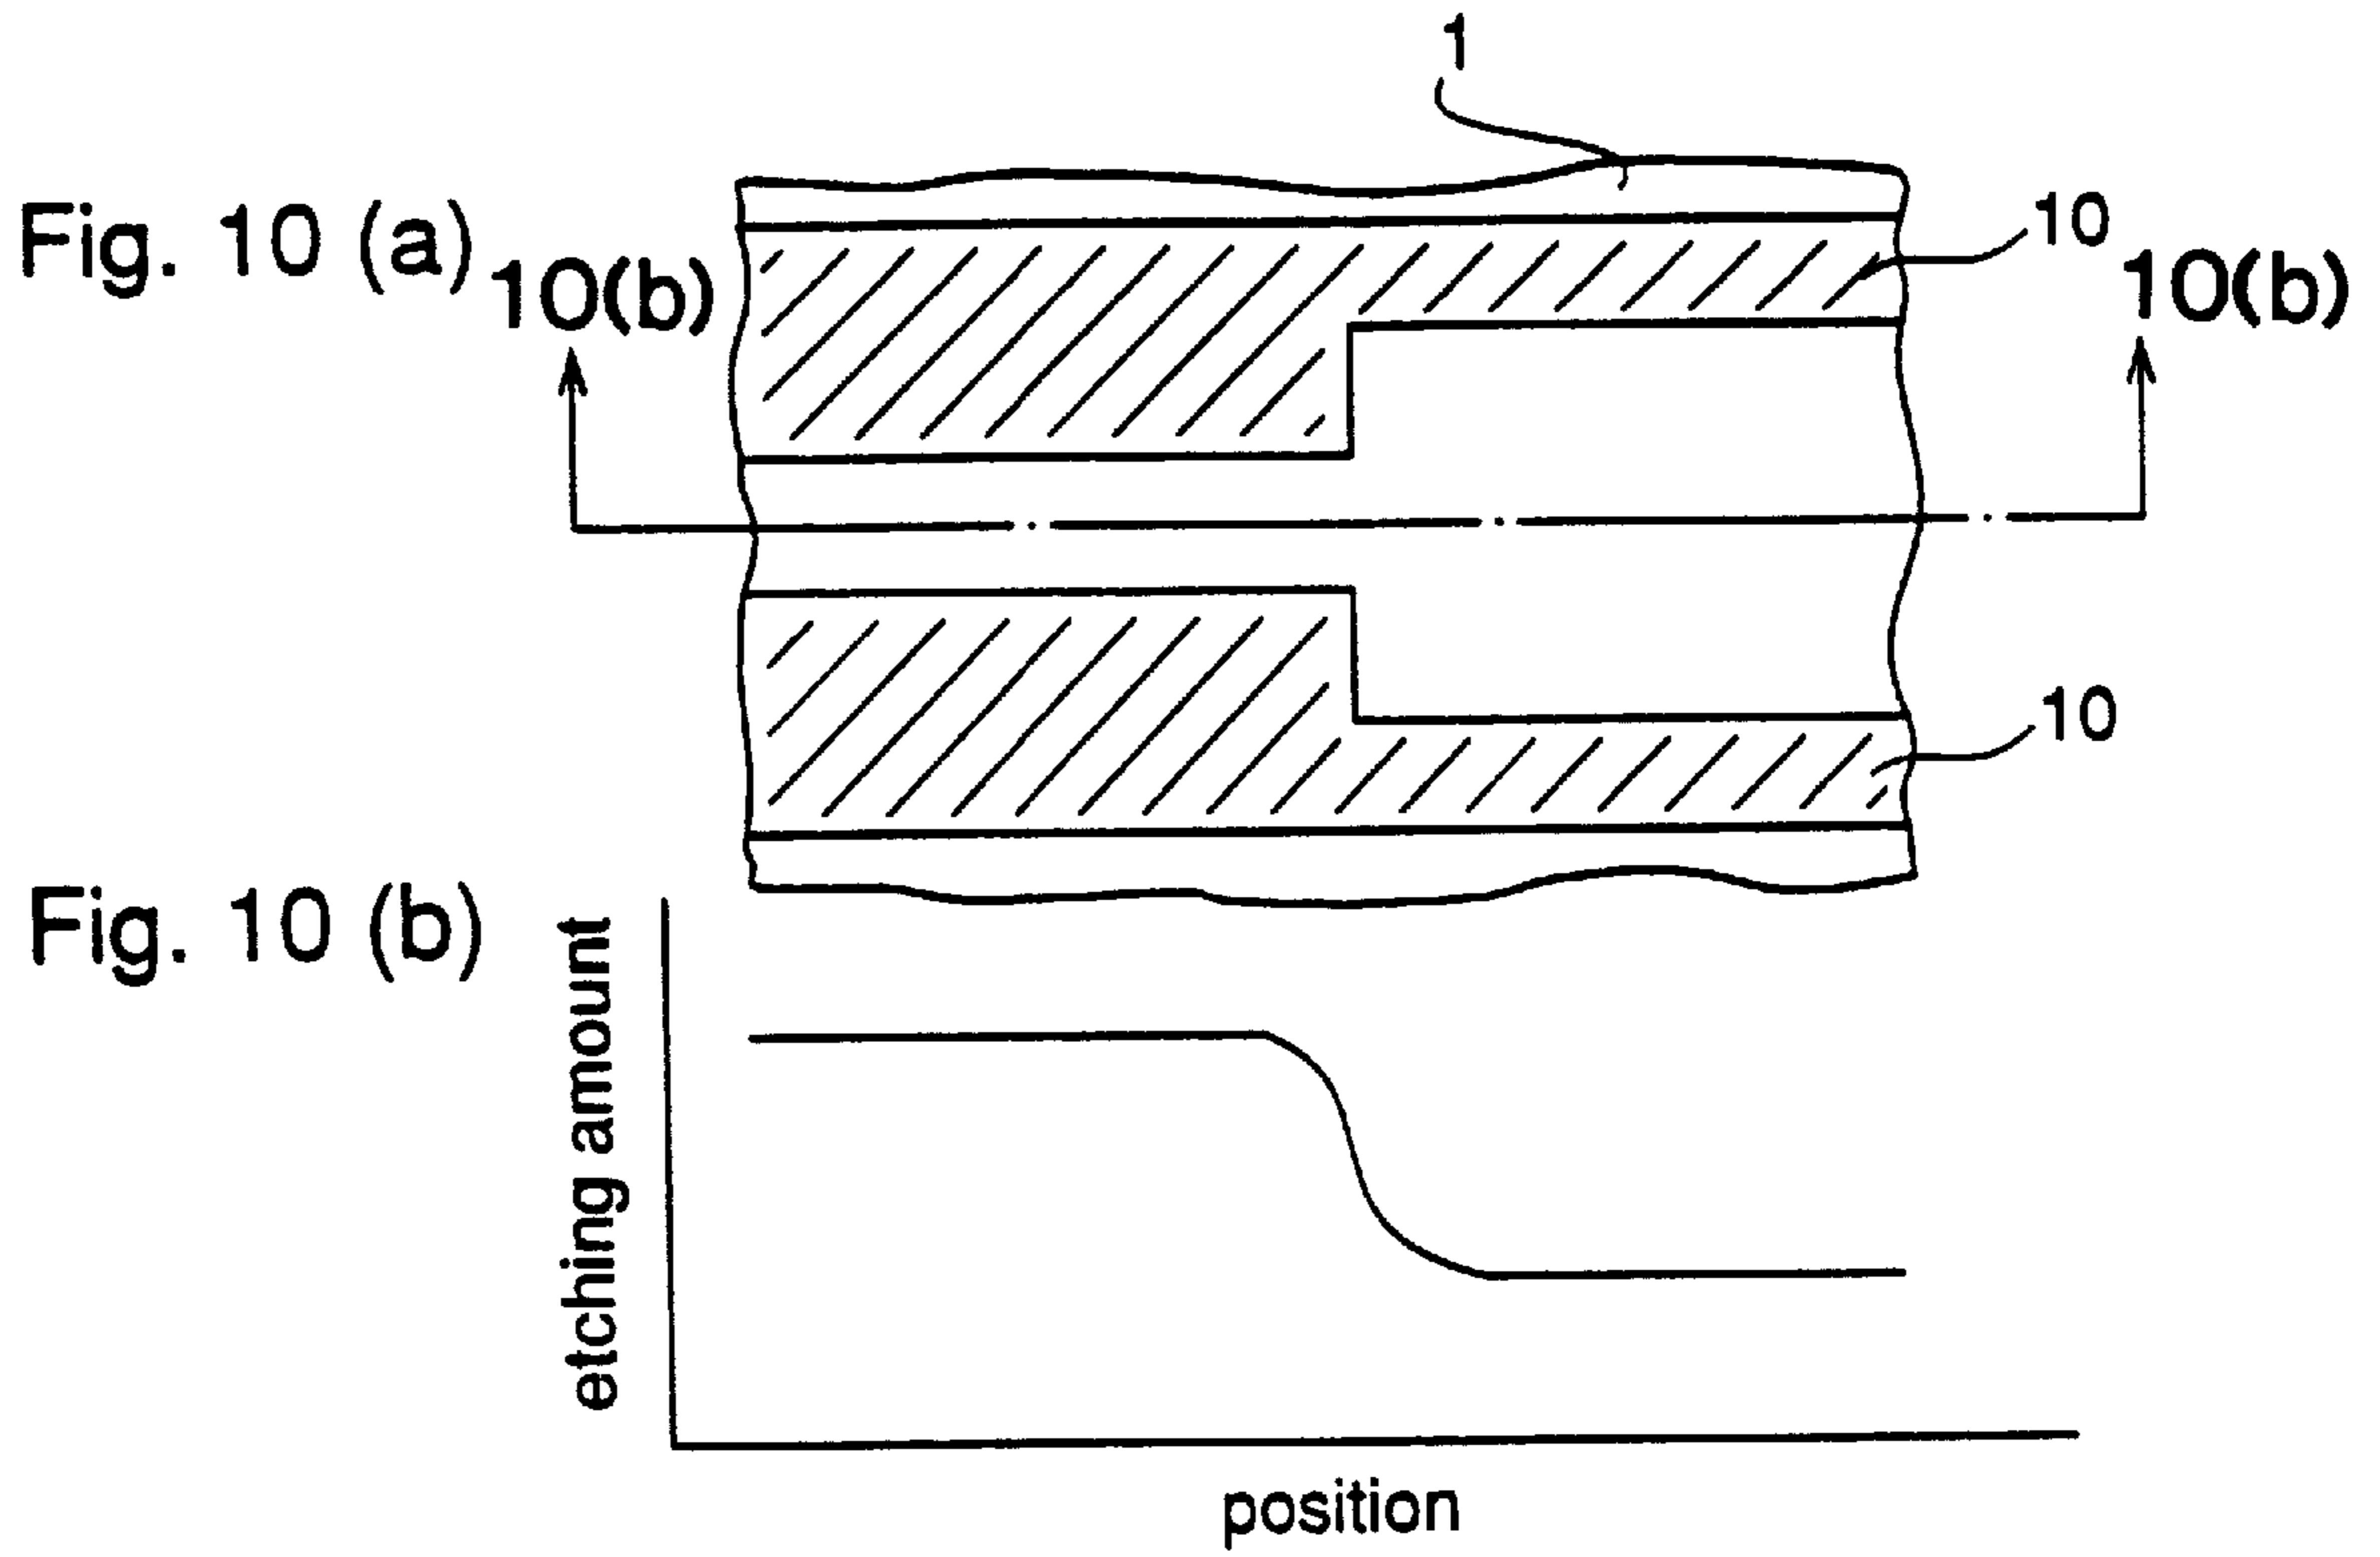 1
Fig. 10 (a)
10(b)
10
10(b)
10
Fig. 10 (b)
etching amount
position